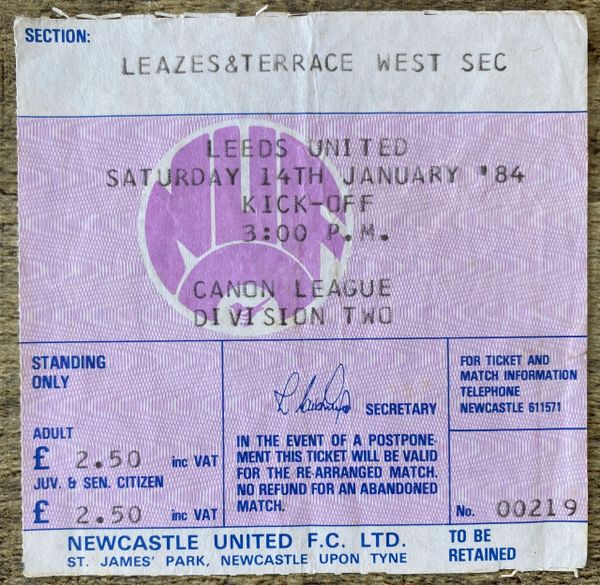 SECTION:
LEAZES&TERRACE WEST SEC
NUFC
LEEDS UNITED
SATURDAY 14TH JANUARY '84
KICK-OFF
3:00 P.M.
CANON LEAGUE
DIVISION TWO
STANDING
ONLY
ADULT
£ 2.50 inc VAT
JUV. & SEN. CITIZEN
£ 2.50 inc VAT
SECRETARY
IN THE EVENT OF A POSTPONE-
MENT THIS TICKET WILL BE VALID
FOR THE RE-ARRANGED MATCH.
NO REFUND FOR AN ABANDONED
MATCH.
FOR TICKET AND
MATCH INFORMATION
TELEPHONE
NEWCASTLE 611571
No. 00219
NEWCASTLE UNITED F.C. LTD.
ST. JAMES' PARK, NEWCASTLE UPON TYNE
TO BE
RETAINED